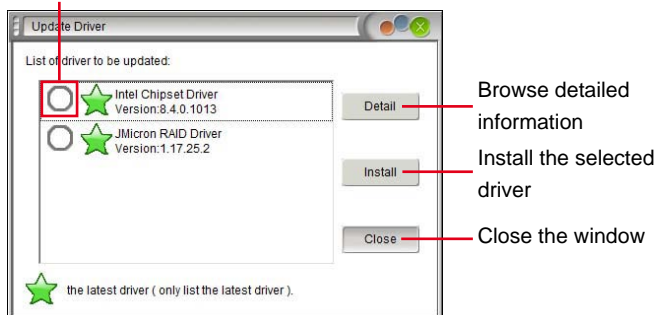 Update Driver
List of driver to be updated:
Intel Chipset Driver
Version:8.4.0.1013
JMicron RAID Driver
Version:1.17.25.2
Detail
Install
Close
the latest driver ( only list the latest driver ).
Browse detailed
information
Install the selected
driver
Close the window